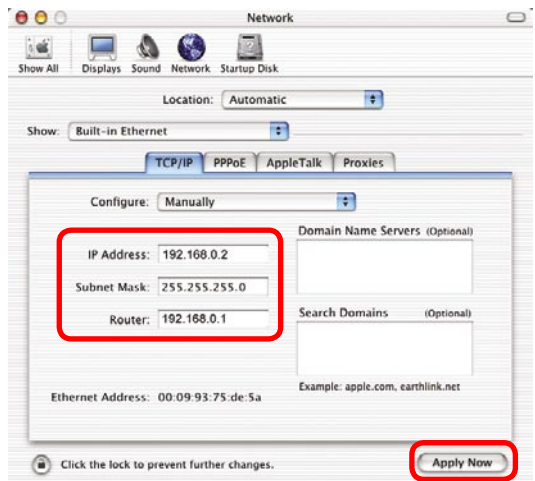 Network
Show All Displays Sound Network Startup Disk
Location: Automatic
Show: Built-in Ethernet
TCP/IP PPPoE AppleTalk Proxies
Configure: Manually
Domain Name Servers (Optional)
IP Address: 192.168.0.2
Subnet Mask: 255.255.255.0
Search Domains (Optional)
Router: 192.168.0.1
Example: apple.com, earthlink.net
Ethernet Address: 00:09:93:75:de:5a
Click the lock to prevent further changes.
Apply Now